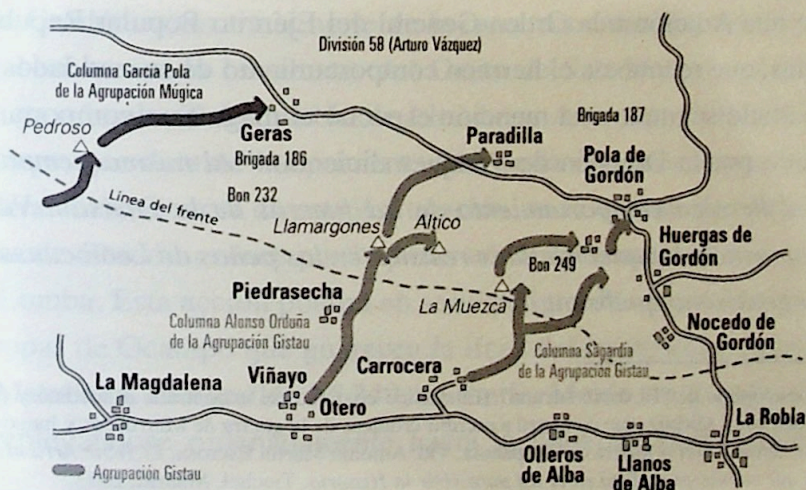 División 58 (Arturo Vázquez)
Columna García Pola
de la Agrupación Múgica
Pedroso
Geras
Brigada 186
Bon 232
Paradilla
Brigada 187
Pola de
Gordón
Línea del frente
Llamargones
Altico
Huergas de
Gordón
Bon 249
Piedrasecha
La Muezca
Columna Alonso Orduña
de la Agrupación Gistau
Nocedo de
Gordón
Columna Sagardía
de la Agrupación Gistau
Carrocera
La Magdalena
Viñayo
Otero
La Robla
Olleros
de Alba
Llanos
de Alba
Agrupación Gistau